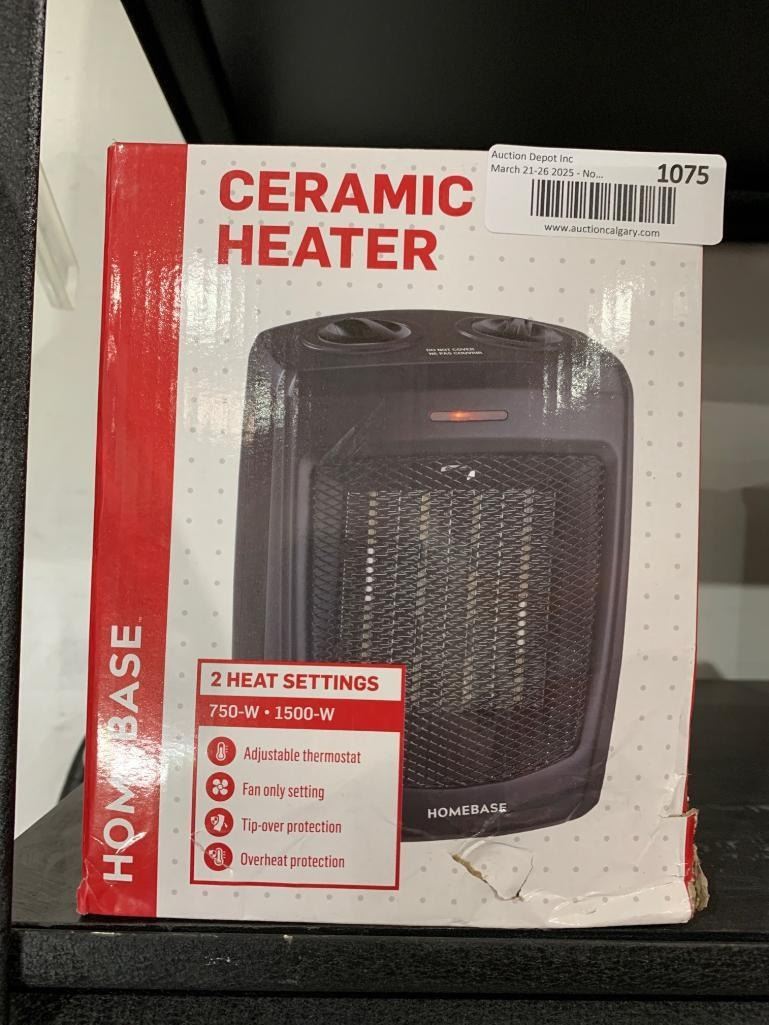 Auction Depot Inc
March 21-26 2025 - No...
1075
www.auctioncalgary.com
CERAMIC
HEATER
DO NOT COVER
NE PAS COUVRIR
HOMEBASE™
2 HEAT SETTINGS
750-W • 1500-W
Adjustable thermostat
Fan only setting
Tip-over protection
Overheat protection
HOMEBASE